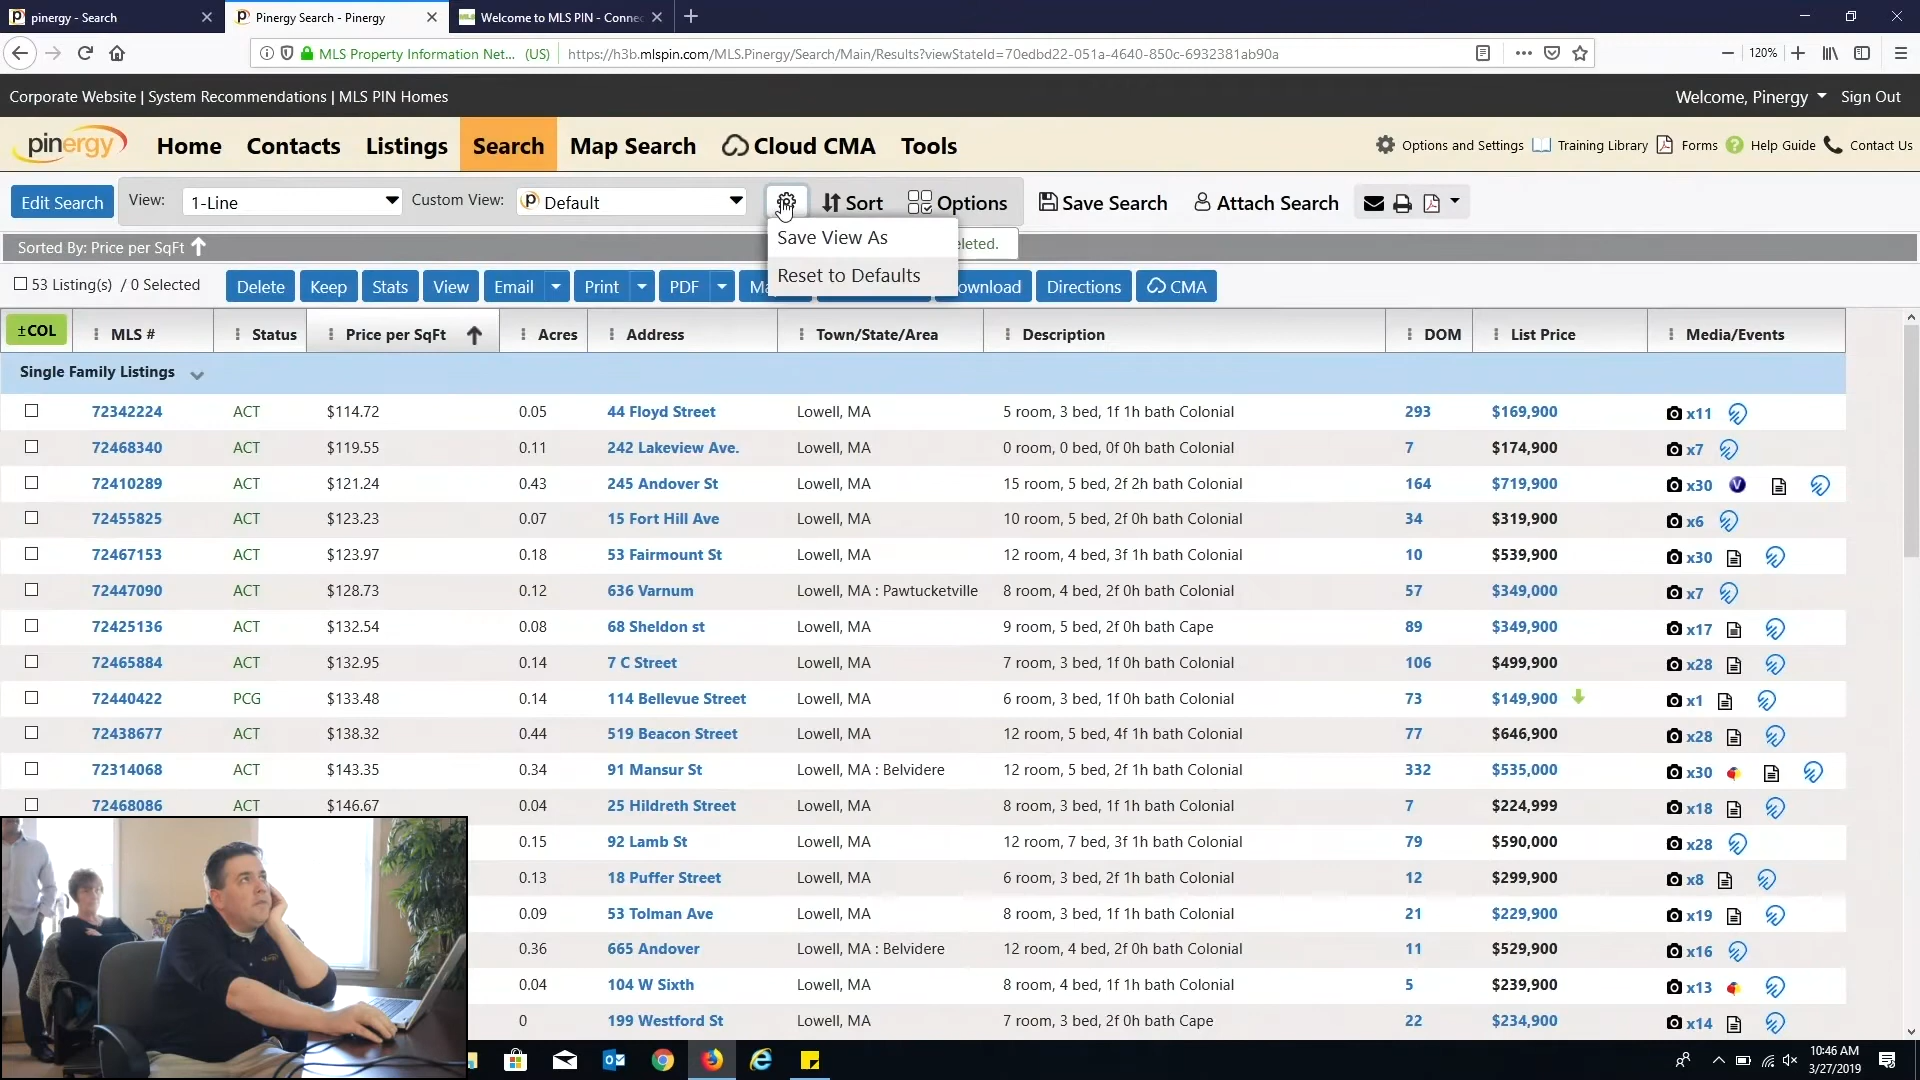 pinergy - Search
Pinergy Search - Pinergy
Welcome to MLS PIN - Connec
MLS Property Information Net... (US)
https://h3b.mlspin.com/MLS.Pinergy/Search/Main/Results?viewStateId=70edbd22-051a-4640-850c-6932381ab90a
120%
Corporate Website | System Recommendations | MLS PIN Homes
Welcome, Pinergy Sign Out
pinergy
Home Contacts Listings Search Map Search Cloud CMA Tools
Options and Settings Training Library Forms Help Guide Contact Us
Edit Search View: 1-Line Custom View: Default Sort Options Save Search Attach Search
Save View As
eleted.
Reset to Defaults
Sorted By: Price per SqFt
53 Listing(s) / 0 Selected
Delete Keep Stats View Email Print PDF Ma ownload Directions CMA
±COL MLS # Status Price per SqFt Acres Address Town/State/Area Description DOM List Price Media/Events
Single Family Listings
72342224 ACT $114.72 0.05 44 Floyd Street Lowell, MA 5 room, 3 bed, 1f 1h bath Colonial 293 $169,900 x11
72468340 ACT $119.55 0.11 242 Lakeview Ave. Lowell, MA 0 room, 0 bed, 0f 0h bath Colonial 7 $174,900 x7
72410289 ACT $121.24 0.43 245 Andover St Lowell, MA 15 room, 5 bed, 2f 2h bath Colonial 164 $719,900 x30 V
72455825 ACT $123.23 0.07 15 Fort Hill Ave Lowell, MA 10 room, 5 bed, 2f 0h bath Colonial 34 $319,900 x6
72467153 ACT $123.97 0.18 53 Fairmount St Lowell, MA 12 room, 4 bed, 3f 1h bath Colonial 10 $539,900 x30
72447090 ACT $128.73 0.12 636 Varnum Lowell, MA : Pawtucketville 8 room, 4 bed, 2f 0h bath Colonial 57 $349,000 x7
72425136 ACT $132.54 0.08 68 Sheldon st Lowell, MA 9 room, 5 bed, 2f 0h bath Cape 89 $349,900 x17
72465884 ACT $132.95 0.14 7 C Street Lowell, MA 7 room, 3 bed, 1f 0h bath Colonial 106 $499,900 x28
72440422 PCG $133.48 0.14 114 Bellevue Street Lowell, MA 6 room, 3 bed, 1f 0h bath Colonial 73 $149,900 x1
72438677 ACT $138.32 0.44 519 Beacon Street Lowell, MA 12 room, 5 bed, 4f 1h bath Colonial 77 $646,900 x28
72314068 ACT $143.35 0.34 91 Mansur St Lowell, MA : Belvidere 12 room, 5 bed, 2f 1h bath Colonial 332 $535,000 x30
72468086 ACT $146.67 0.04 25 Hildreth Street Lowell, MA 8 room, 3 bed, 1f 1h bath Colonial 7 $224,999 x18
0.15 92 Lamb St Lowell, MA 12 room, 7 bed, 3f 1h bath Colonial 79 $590,000 x28
0.13 18 Puffer Street Lowell, MA 6 room, 3 bed, 2f 1h bath Colonial 12 $299,900 x8
0.09 53 Tolman Ave Lowell, MA 8 room, 3 bed, 1f 1h bath Colonial 21 $229,900 x19
0.36 665 Andover Lowell, MA : Belvidere 12 room, 4 bed, 2f 0h bath Colonial 11 $529,900 x16
0.04 104 W Sixth Lowell, MA 8 room, 4 bed, 1f 1h bath Colonial 5 $239,900 x13
0 199 Westford St Lowell, MA 7 room, 3 bed, 2f 0h bath Cape 22 $234,900 x14
10:46 AM
3/27/2019